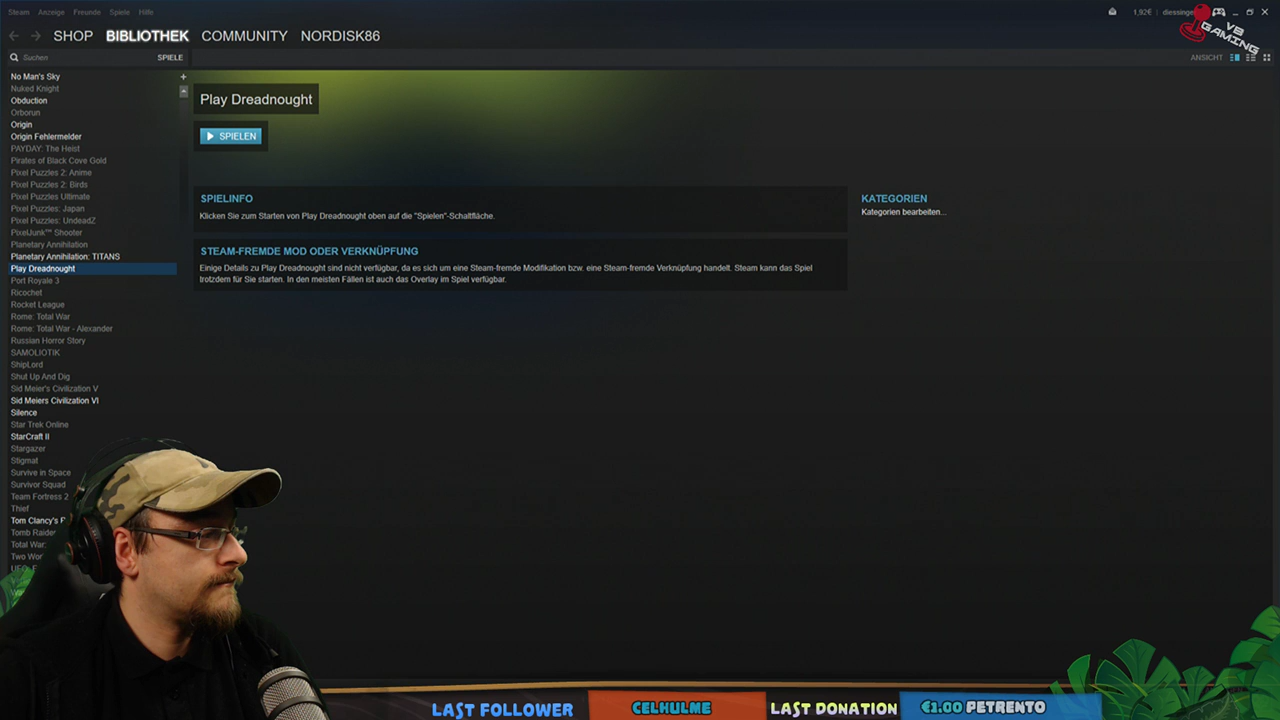 Steam Anzeige Freunde Spiele Hilfe
1,92€ diessinge
VS GAMING
SHOP BIBLIOTHEK COMMUNITY NORDISK86
Suchen SPIELE
ANSICHT
No Man's Sky +
Nuked Knight
Obduction
Orborun
Origin
Origin Fehlermelder
PAYDAY: The Heist
Pirates of Black Cove Gold
Pixel Puzzles 2: Anime
Pixel Puzzles 2: Birds
Pixel Puzzles Ultimate
Pixel Puzzles: Japan
Pixel Puzzles: UndeadZ
PixelJunk™ Shooter
Planetary Annihilation
Planetary Annihilation: TITANS
Play Dreadnought
Port Royale 3
Ricochet
Rocket League
Rome: Total War
Rome: Total War - Alexander
Russian Horror Story
SAMOLIOTIK
ShipLord
Shut Up And Dig
Sid Meier's Civilization V
Sid Meiers Civilization VI
Silence
Star Trek Online
StarCraft II
Stargazer
Stigmat
Survive in Space
Survivor Squad
Team Fortress 2
Thief
Tom Clancy's
Tomb Raide
Total War:
Two Wor
Play Dreadnought
SPIELEN
SPIELINFO
Klicken Sie zum Starten von Play Dreadnought oben auf die "Spielen"-Schaltfläche.
STEAM-FREMDE MOD ODER VERKNÜPFUNG
Einige Details zu Play Dreadnought sind nicht verfügbar, da es sich um eine Steam-fremde Modifikation bzw. eine Steam-fremde Verknüpfung handelt. Steam kann das Spiel
trotzdem für Sie starten. In den meisten Fällen ist auch das Overlay im Spiel verfügbar.
KATEGORIEN
Kategorien bearbeiten...
LAST FOLLOWER CELHULME LAST DONATION €1.00 PETRENTO